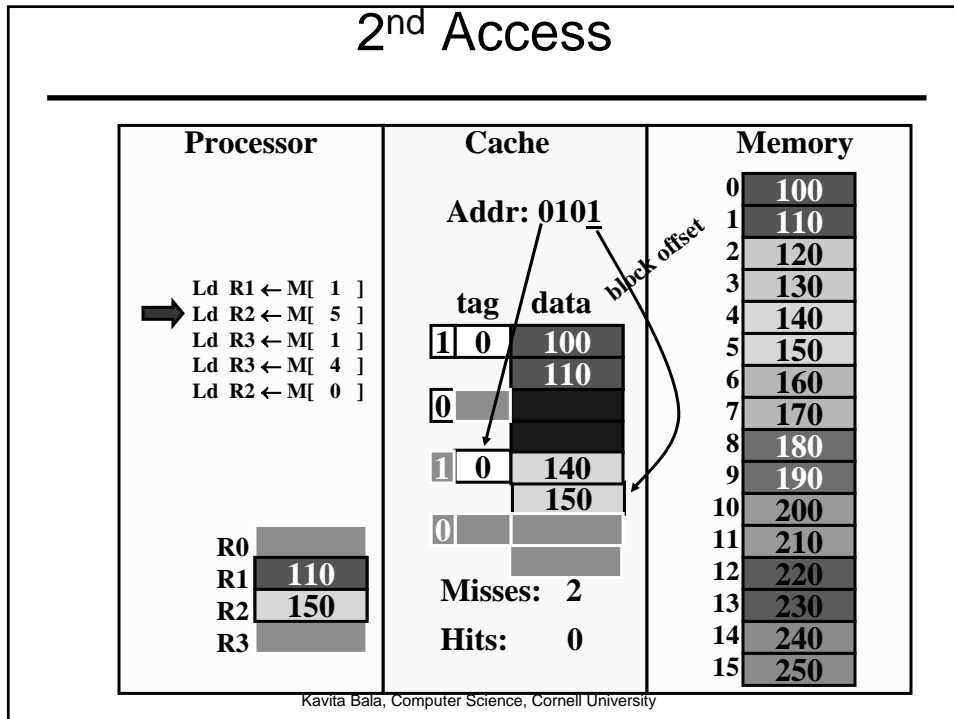 2nd Access
Processor
Ld R1 ← M[ 1 ]
Ld R2 ← M[ 5 ]
Ld R3 ← M[ 1 ]
Ld R3 ← M[ 4 ]
Ld R2 ← M[ 0 ]
R0
R1 110
R2 150
R3
Cache
Addr: 0101
block offset
tag data
1 0 100
110
0
1 0 140
150
0
Misses: 2
Hits: 0
Memory
0 100
1 110
2 120
3 130
4 140
5 150
6 160
7 170
8 180
9 190
10 200
11 210
12 220
13 230
14 240
15 250
Kavita Bala, Computer Science, Cornell University